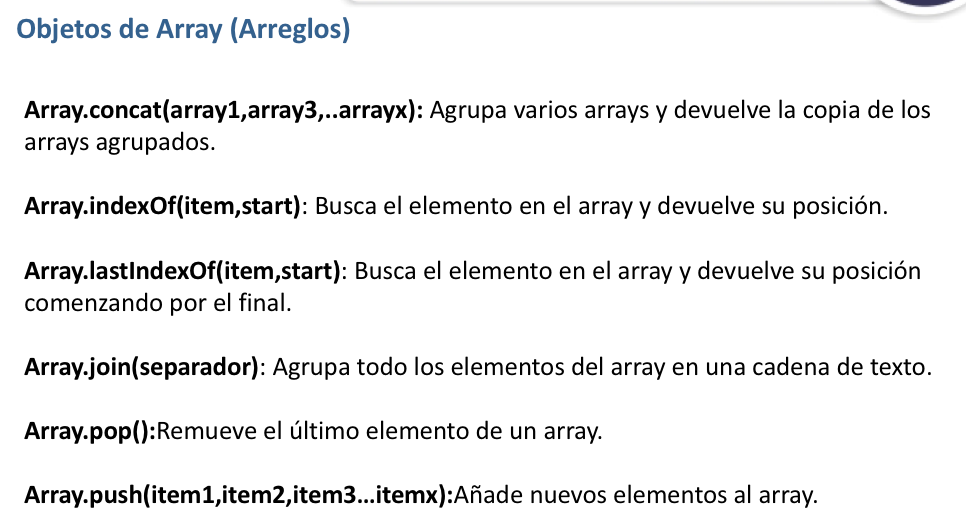 Objetos de Array (Arreglos)
Array.concat(array1,array3,..arrayx): Agrupa varios arrays y devuelve la copia de los
arrays agrupados.
Array.indexOf(item,start): Busca el elemento en el array y devuelve su posición.
Array.lastIndexOf(item,start): Busca el elemento en el array y devuelve su posición
comenzando por el final.
Array.join(separador): Agrupa todo los elementos del array en una cadena de texto.
Array.pop():Remueve el último elemento de un array.
Array.push(item1,item2,item3...itemx):Añade nuevos elementos al array.